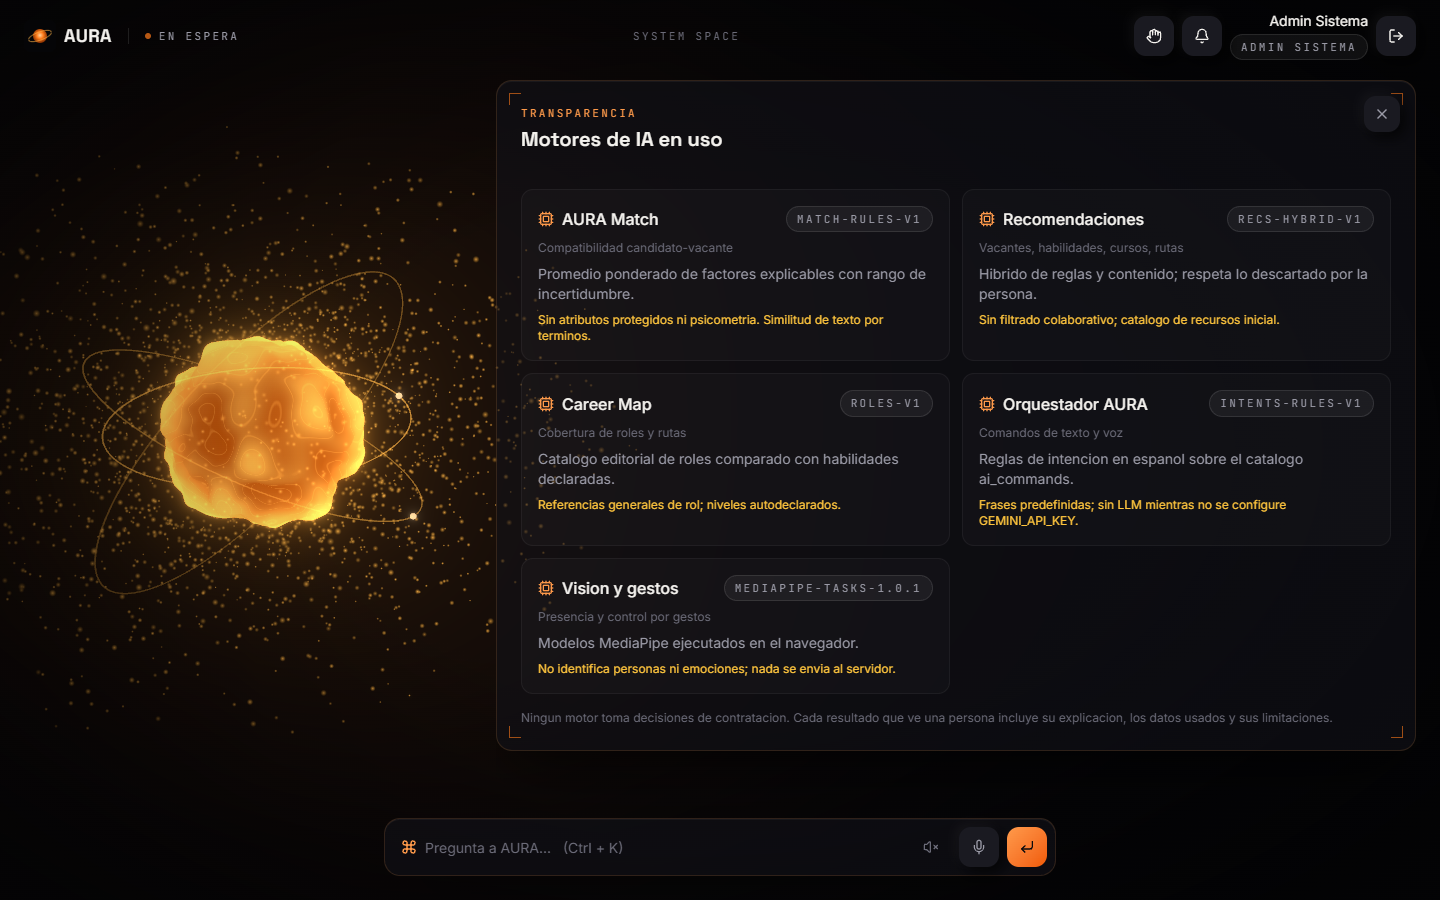 AURA
EN ESPERA
SYSTEM SPACE
Admin Sistema
ADMIN SISTEMA
TRANSPARENCIA
Motores de IA en uso
AURA Match
MATCH-RULES-V1
Compatibilidad candidato-vacante
Promedio ponderado de factores explicables con rango de
incertidumbre.
Sin atributos protegidos ni psicometria. Similitud de texto por
terminos.
Recomendaciones
RECS-HYBRID-V1
Vacantes, habilidades, cursos, rutas
Hibrido de reglas y contenido; respeta lo descartado por la
persona.
Sin filtrado colaborativo; catalogo de recursos inicial.
Career Map
ROLES-V1
Cobertura de roles y rutas
Catalogo editorial de roles comparado con habilidades
declaradas.
Referencias generales de rol; niveles autodeclarados.
Orquestador AURA
INTENTS-RULES-V1
Comandos de texto y voz
Reglas de intencion en espanol sobre el catalogo
ai_commands.
Frases predefinidas; sin LLM mientras no se configure
GEMINI_API_KEY.
Vision y gestos
MEDIAPIPE-TASKS-1.0.1
Presencia y control por gestos
Modelos MediaPipe ejecutados en el navegador.
No identifica personas ni emociones; nada se envia al servidor.
Ningun motor toma decisiones de contratacion. Cada resultado que ve una persona incluye su explicacion, los datos usados y sus limitaciones.
Pregunta a AURA... (Ctrl + K)